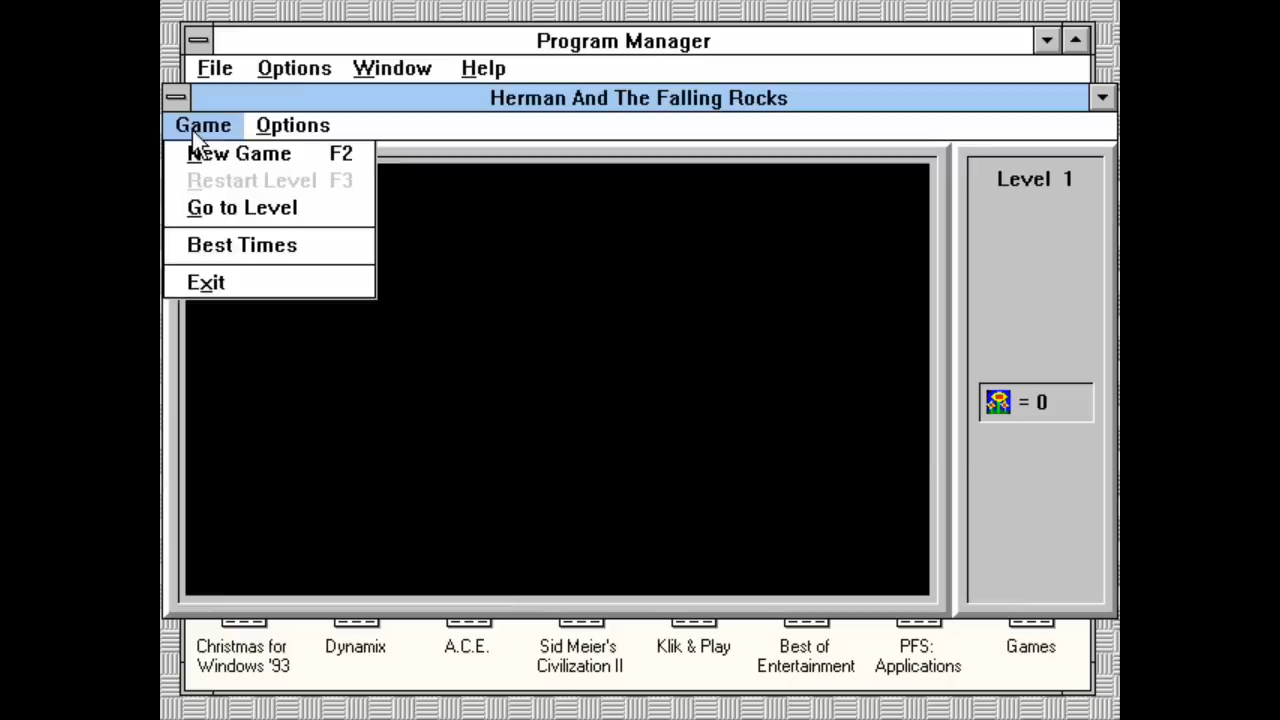 Program Manager
File Options Window Help
Herman And The Falling Rocks
Game Options
New Game F2
Restart Level F3
Go to Level
Best Times
Exit
Level 1
= 0
Christmas for Windows '93
Dynamix
A.C.E.
Sid Meier's Civilization II
Klik & Play
Best of Entertainment
PFS: Applications
Games